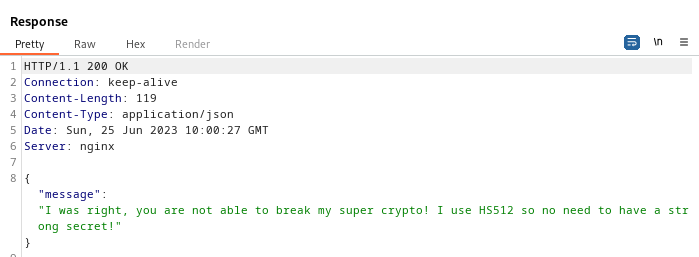 Response
Pretty Raw Hex Render \n
1 HTTP/1.1 200 OK
2 Connection: keep-alive
3 Content-Length: 119
4 Content-Type: application/json
5 Date: Sun, 25 Jun 2023 10:00:27 GMT
6 Server: nginx
7
8 {
"message":
"I was right, you are not able to break my super crypto! I use HS512 so no need to have a str
ong secret!"
}